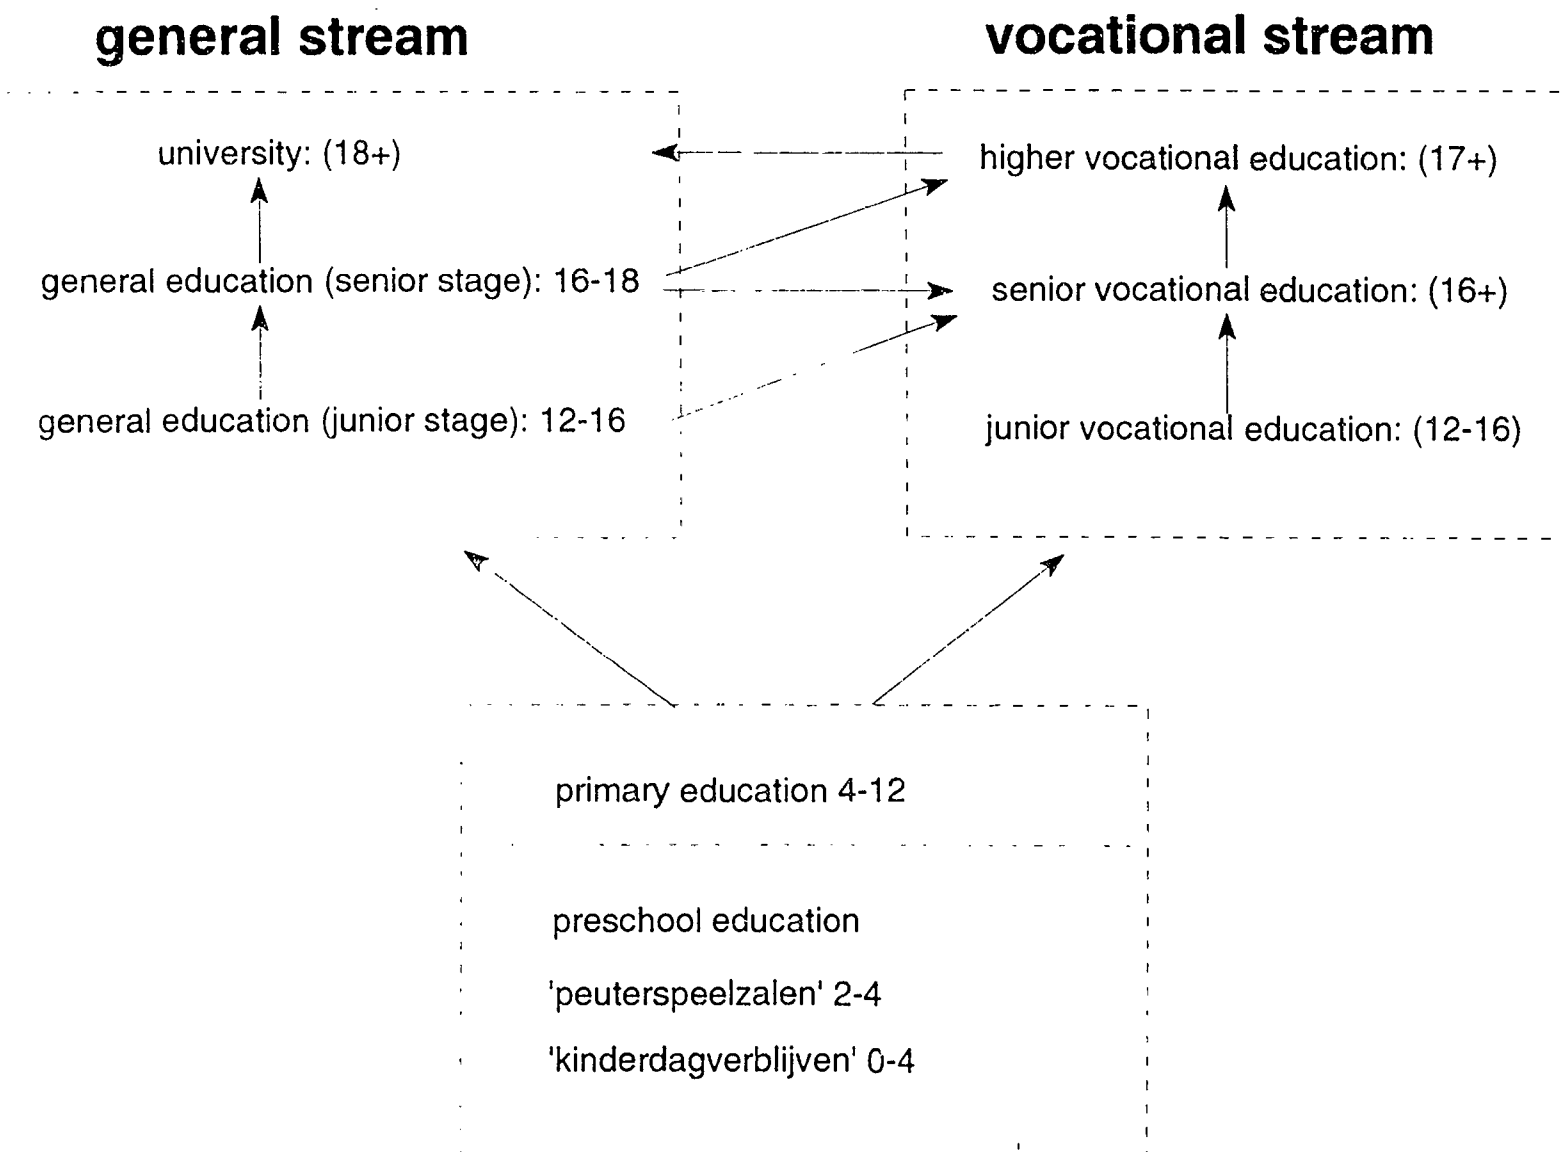 general stream
vocational stream
university: (18+)
higher vocational education: (17+)
general education (senior stage): 16-18
senior vocational education: (16+)
general education (junior stage): 12-16
junior vocational education: (12-16)
primary education 4-12
preschool education
'peuterspeelzalen' 2-4
'kinderdagverblijven' 0-4